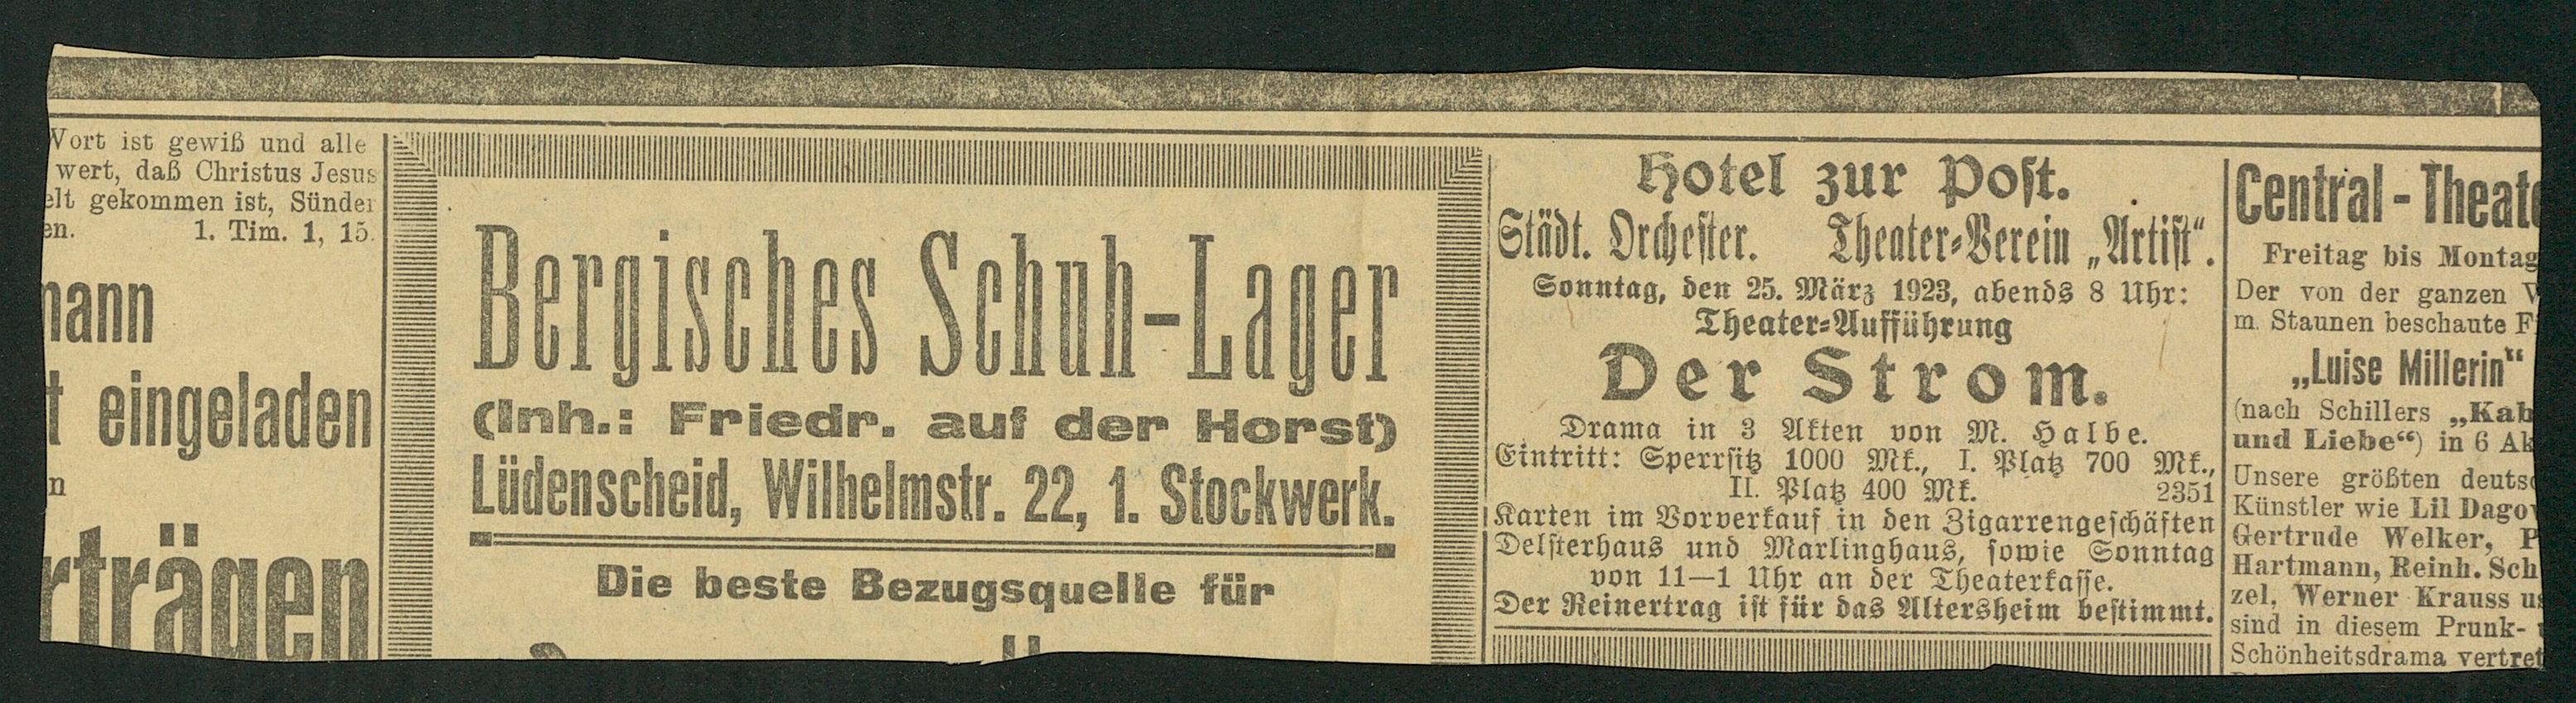 Wort ist gewiß und alle
wert, daß Christus Jesus
elt gekommen ist, Sünder
en. 1. Tim. 1, 15.
mann
t eingeladen
n
rträgen
Bergisches Schuh-Lager
(Inh.: Friedr. auf der Horst)
Lüdenscheid, Wilhelmstr. 22, 1. Stockwerk.
Die beste Bezugsquelle für
Hotel zur Post.
Städt. Orchester. Theater-Verein „Artist“.
Sonntag, den 25. März 1923, abends 8 Uhr:
Theater-Aufführung
Der Strom.
Drama in 3 Akten von M. Halbe.
Eintritt: Sperrsitz 1000 Mk., I. Platz 700 Mk.,
II. Platz 400 Mk. 2351
Karten im Vorverkauf in den Zigarrengeschäften
Delsterhaus und Marlinghaus, sowie Sonntag
von 11—1 Uhr an der Theaterkasse.
Der Reinertrag ist für das Altersheim bestimmt.
Central-Theate
Freitag bis Montag
Der von der ganzen W
m. Staunen beschaute Fi
„Luise Millerin“
(nach Schillers „Kab
und Liebe“) in 6 Ak
Unsere größten deutsc
Künstler wie Lil Dagov
Gertrude Welker, P
Hartmann, Reinh. Sch
zel, Werner Krauss us
sind in diesem Prunk- u
Schönheitsdrama vertret